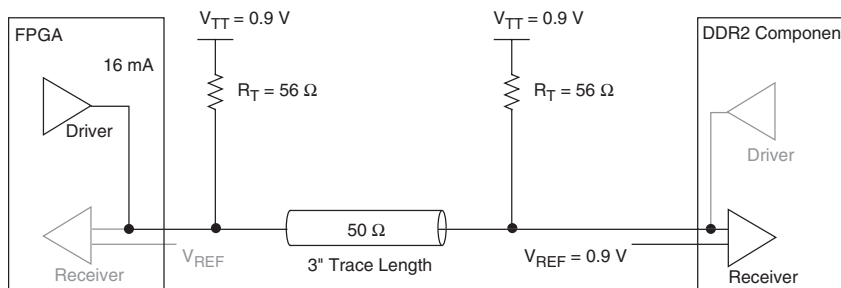 V_TT = 0.9 V
V_TT = 0.9 V
FPGA
DDR2 Componen
16 mA
R_T = 56 Ω
R_T = 56 Ω
Driver
Driver
50 Ω
V_REF
V_REF = 0.9 V
3" Trace Length
Receiver
Receiver